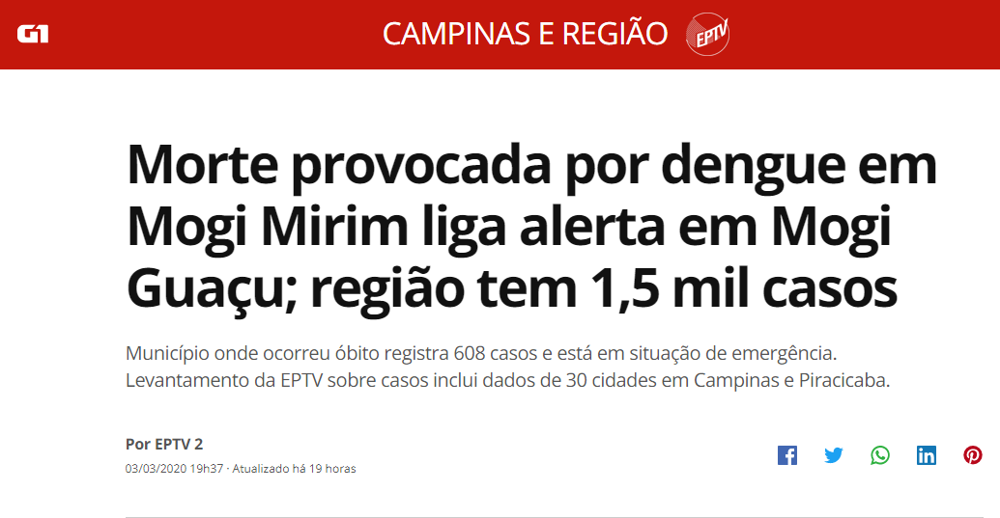 G1
CAMPINAS E REGIÃO
EPTV
Morte provocada por dengue em
Mogi Mirim liga alerta em Mogi
Guaçu; região tem 1,5 mil casos
Município onde ocorreu óbito registra 608 casos e está em situação de emergência.
Levantamento da EPTV sobre casos inclui dados de 30 cidades em Campinas e Piracicaba.
Por EPTV 2
03/03/2020 19h37 · Atualizado há 19 horas